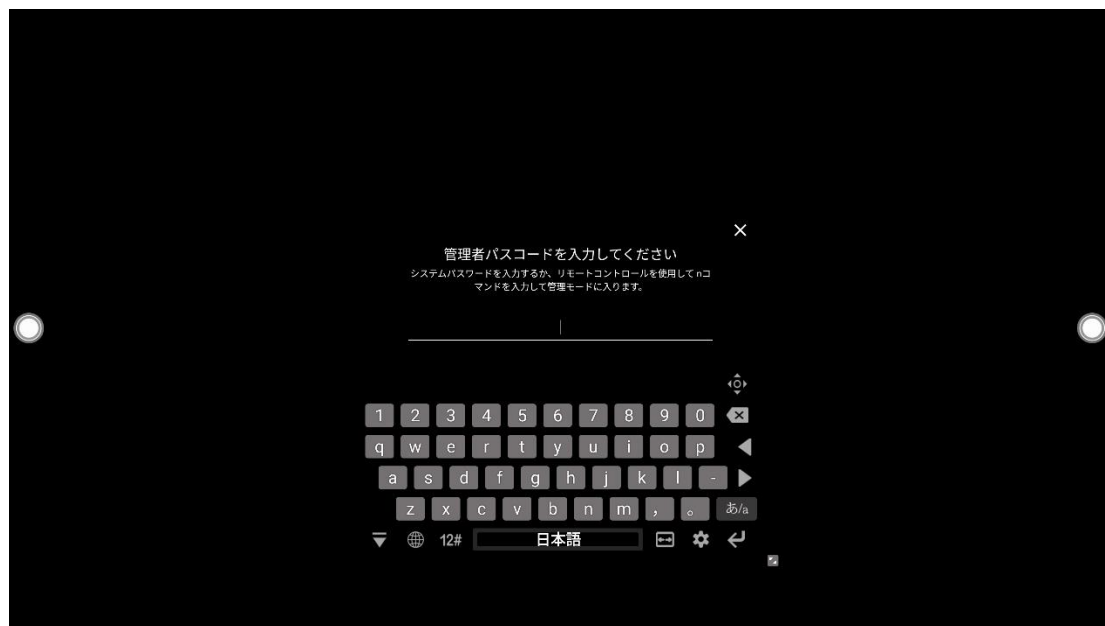 管理者パスコードを入力してください
システムパスワードを入力するか、リモートコントロールを使用して nコ
マンドを入力して管理モードに入ります。
1 2 3 4 5 6 7 8 9 0
q w e r t y u i o p
a s d f g h j k l -
z x c v b n m , 。 あ/a
12# 日本語